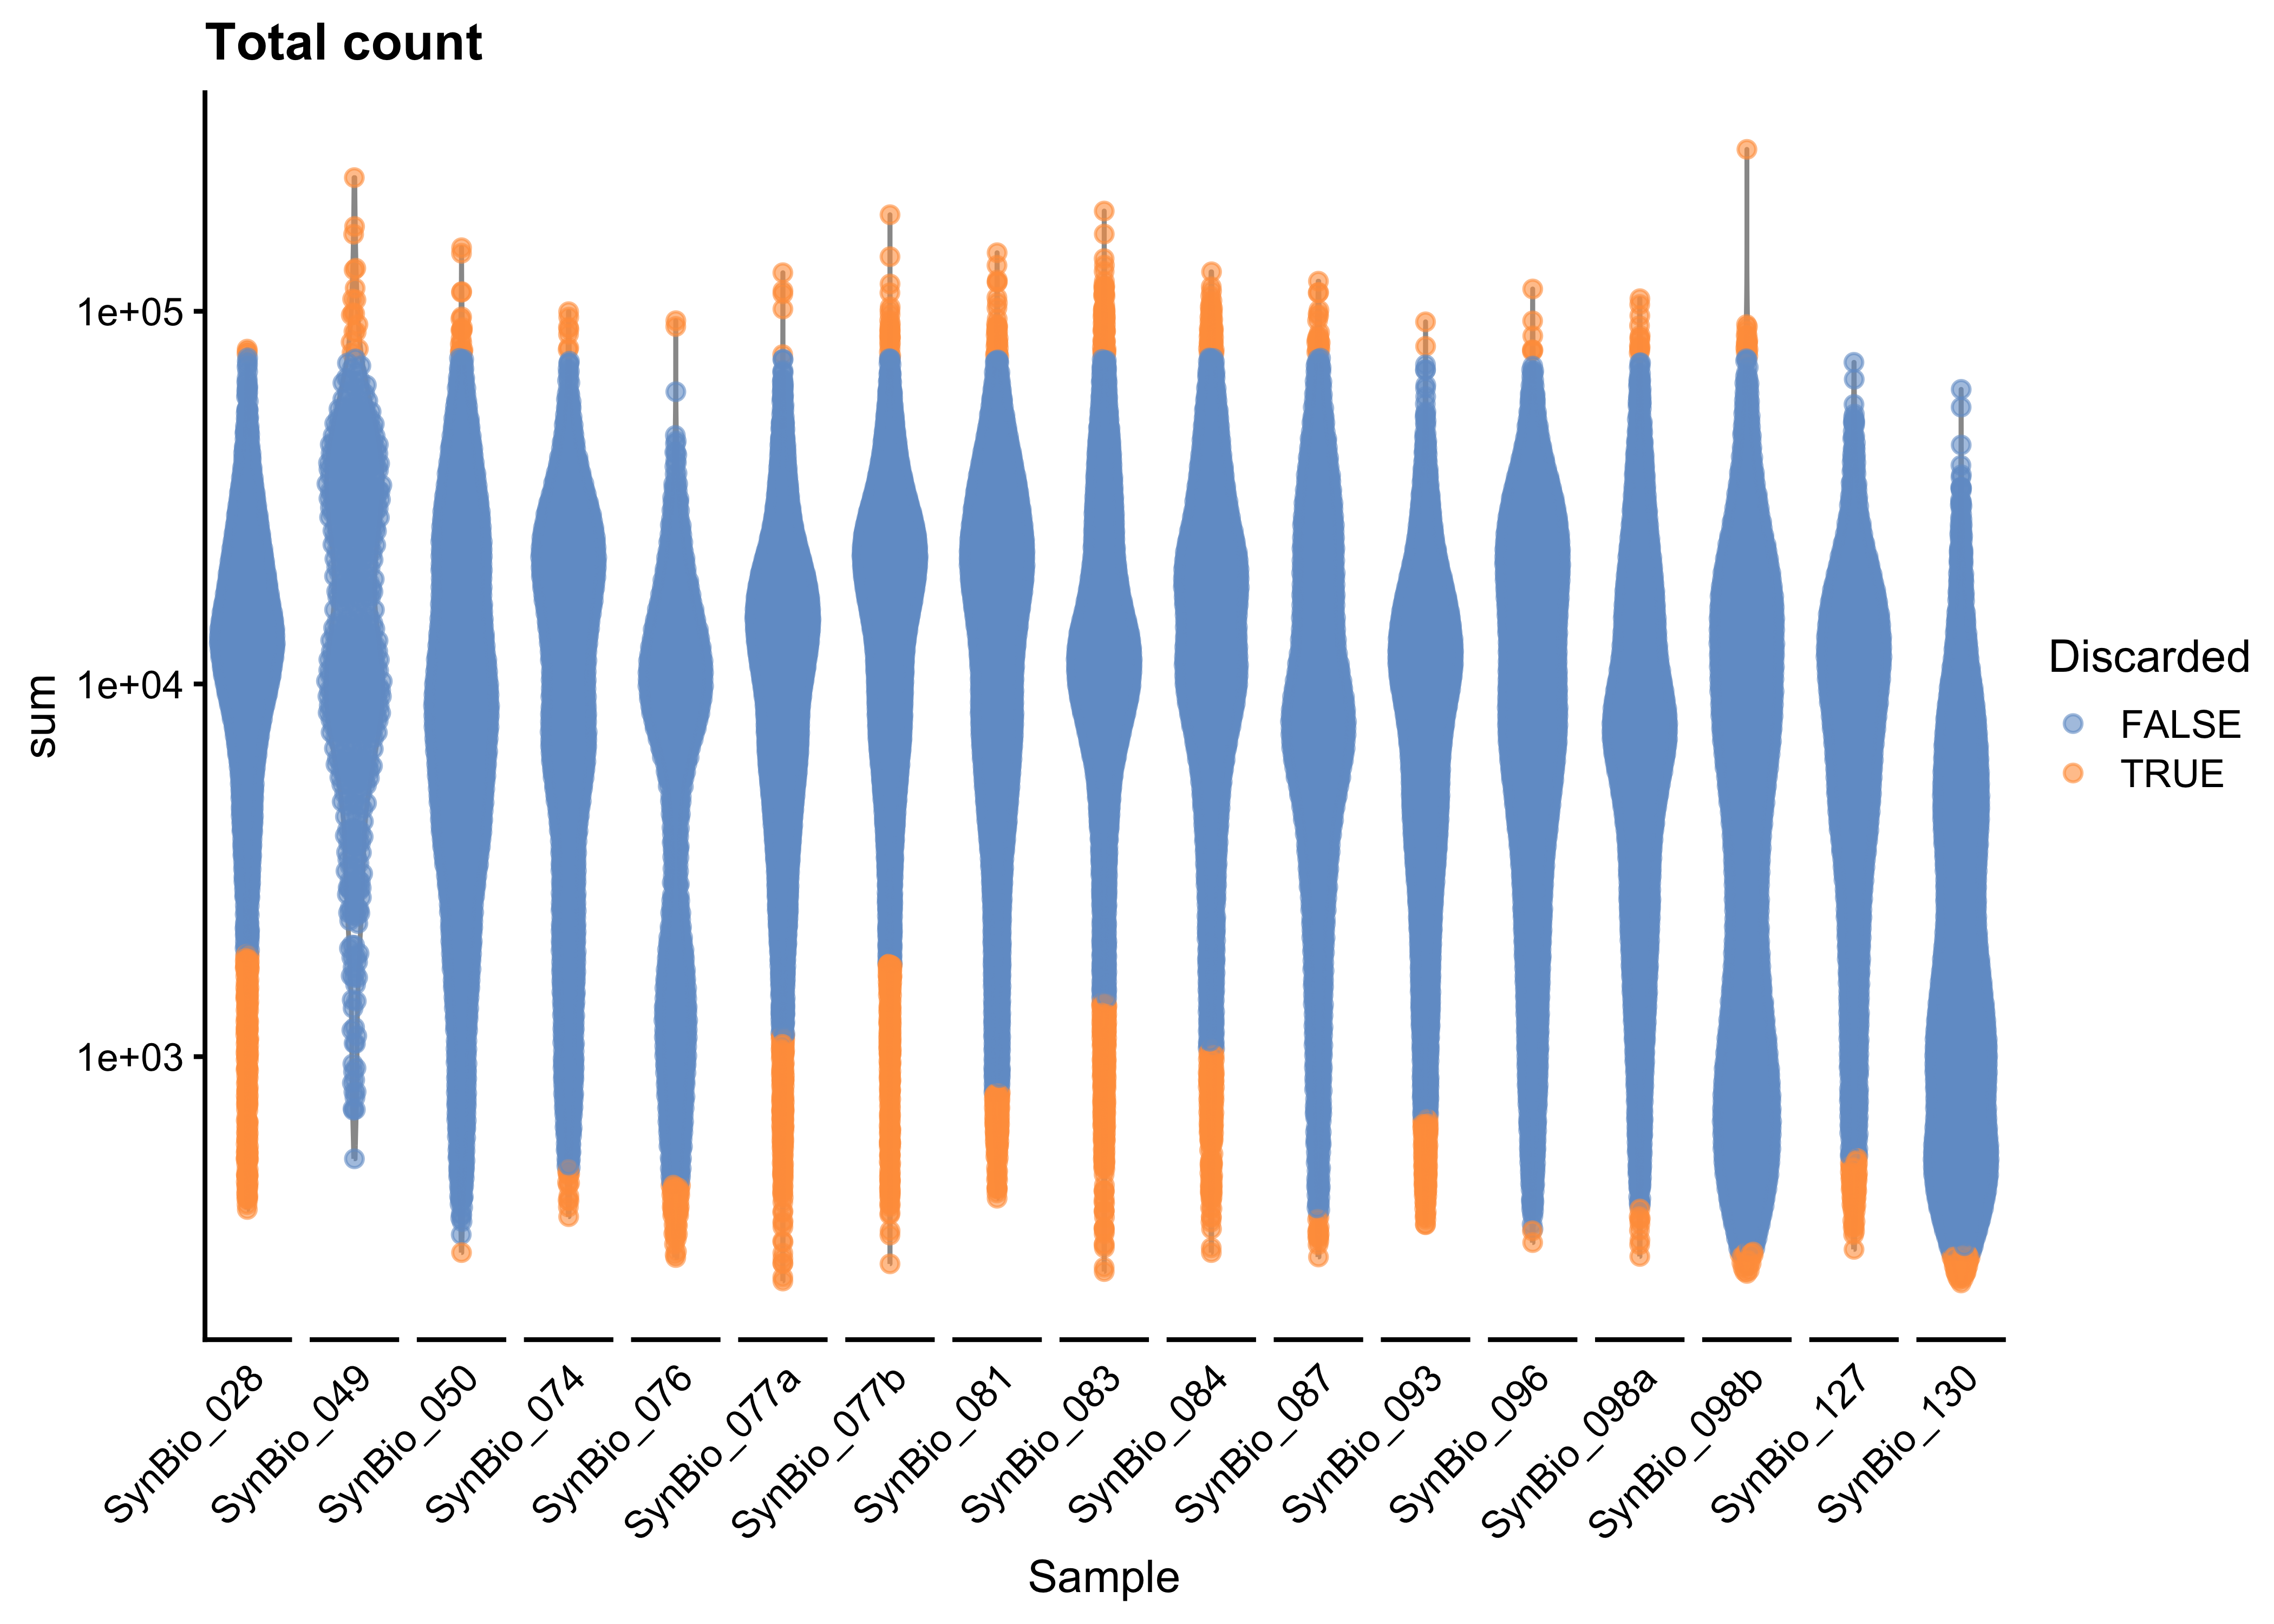 Total count
1e+05
1e+04
1e+03
sum
SynBio_028
SynBio_049
SynBio_050
SynBio_074
SynBio_076
SynBio_077a
SynBio_077b
SynBio_081
SynBio_083
SynBio_084
SynBio_087
SynBio_093
SynBio_096
SynBio_098a
SynBio_098b
SynBio_127
SynBio_130
Sample
Discarded
FALSE
TRUE